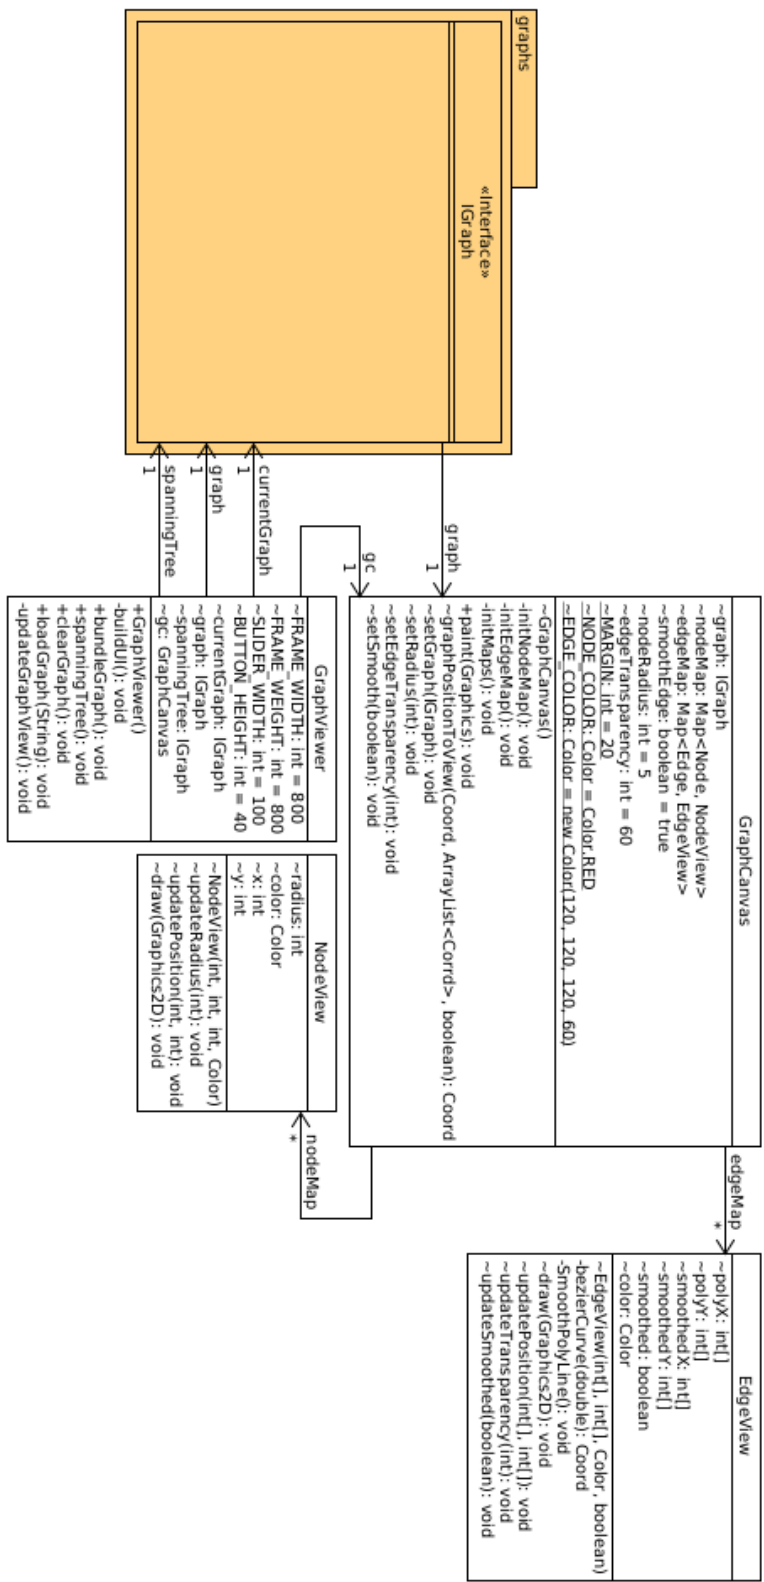 graphs
«Interface»
IGraph
graph
1
gc
1
currentGraph
1
graph
1
spanningTree
1
GraphCanvas
~graph: IGraph
~nodeMap: Map<Node, NodeView>
~edgeMap: Map<Edge, EdgeView>
~smoothEdge: boolean = true
~nodeRadius: int = 5
~edgeTransparency: int = 60
~MARGIN: int = 20
~NODE_COLOR: Color = Color.RED
~EDGE_COLOR: Color = new Color(120, 120, 120, 60)
~GraphCanvas()
-initNodeMap(): void
-initEdgeMap(): void
-initMaps(): void
+paint(Graphics): void
~graphPositionToView(Coord, ArrayList<Corrd>, boolean): Coord
~setGraph(IGraph): void
~setRadius(int): void
~setEdgeTransparency(int): void
~setSmooth(boolean): void
GraphViewer
~FRAME_WIDTH: int = 800
~FRAME_WEIGHT: int = 800
~SLIDER_WIDTH: int = 100
~BUTTON_HEIGHT: int = 40
~currentGraph: IGraph
~graph: IGraph
~spanningTree: IGraph
~gc: GraphCanvas
+GraphViewer()
-buildUI(): void
+bundleGraph(): void
+spanningTree(): void
+clearGraph(): void
+loadGraph(String): void
-updateGraphView(): void
NodeView
~radius: int
~color: Color
~x: int
~y: int
~NodeView(int, int, int, Color)
~updateRadius(int): void
~updatePosition(int, int): void
~draw(Graphics2D): void
nodeMap
*
edgeMap
*
EdgeView
~polyX: int[]
~polyY: int[]
~smoothedX: int[]
~smoothedY: int[]
~smoothed: boolean
~color: Color
~EdgeView(int[], int[], Color, boolean)
-bezierCurve(double): Coord
-SmoothPolyLine(): void
~draw(Graphics2D): void
~updatePosition(int[], int[]): void
~updateTransparency(int): void
~updateSmoothed(boolean): void